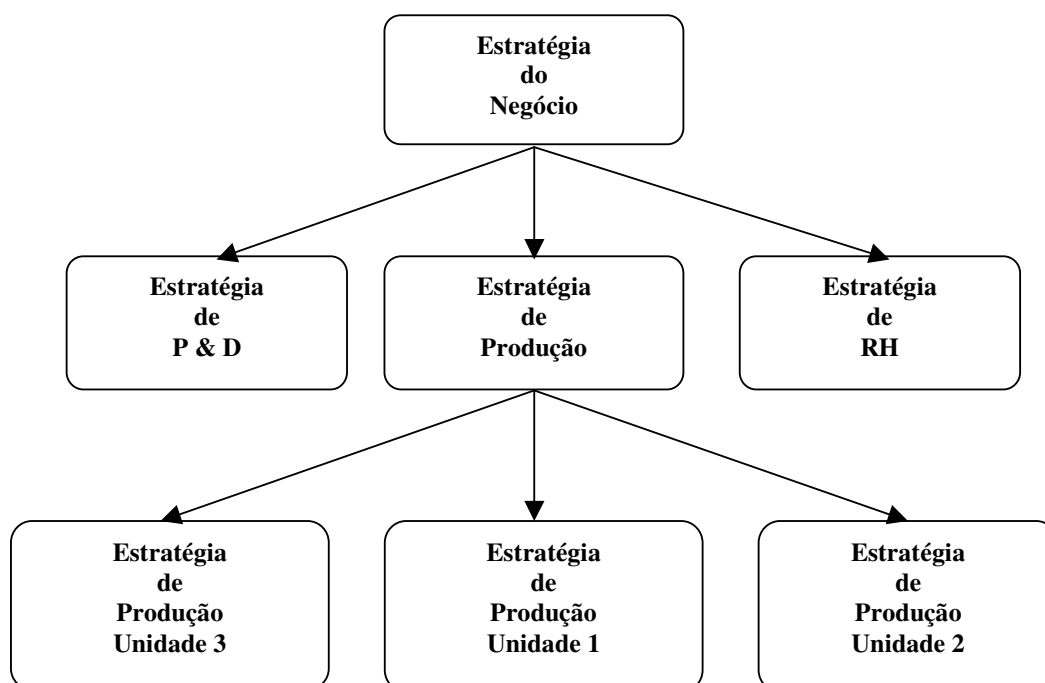 Estratégia
do
Negócio
Estratégia
de
P & D
Estratégia
de
Produção
Estratégia
de
RH
Estratégia
de
Produção
Unidade 3
Estratégia
de
Produção
Unidade 1
Estratégia
de
Produção
Unidade 2